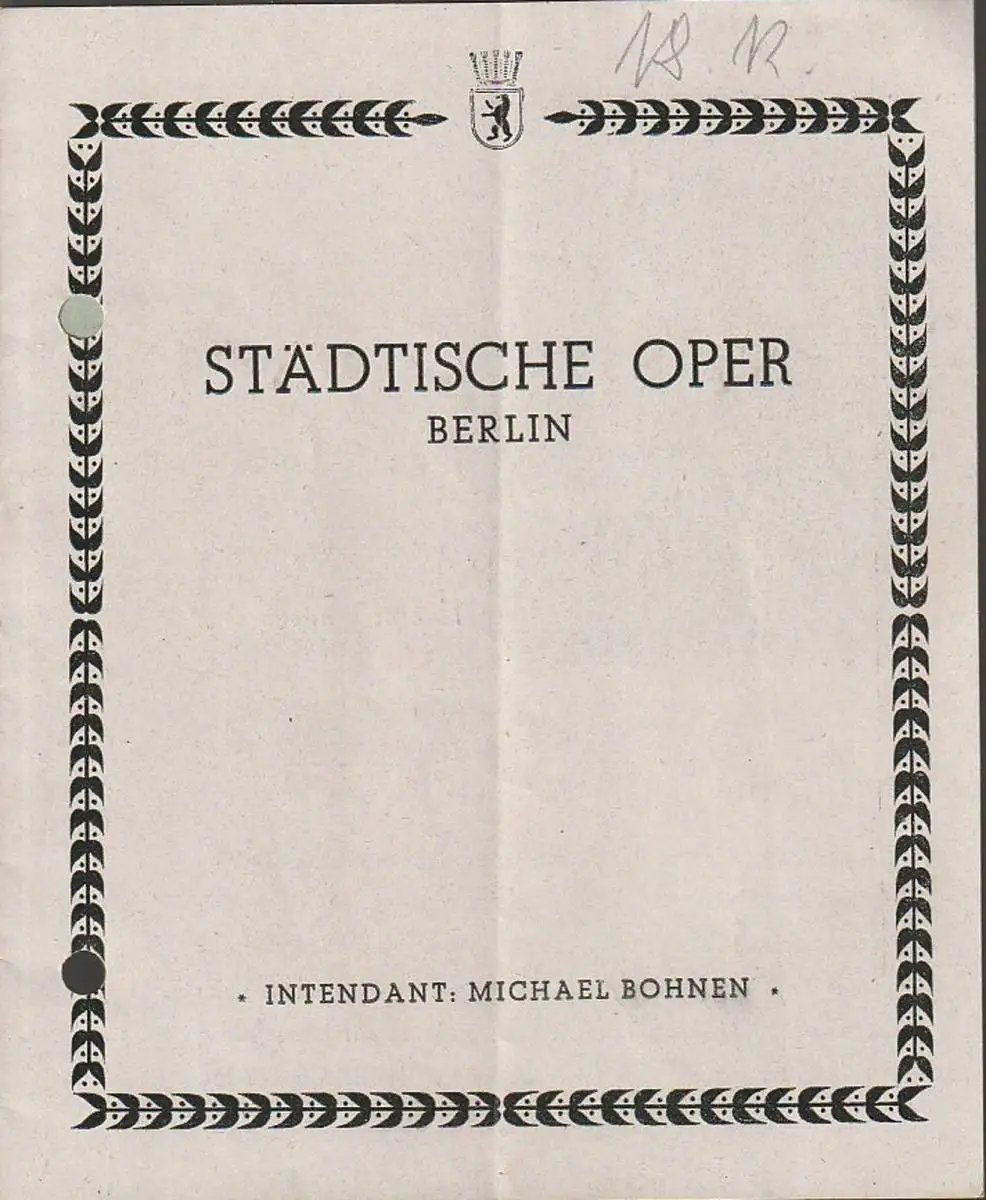 18. 12.
STÄDTISCHE OPER
BERLIN
* INTENDANT: MICHAEL BOHNEN *